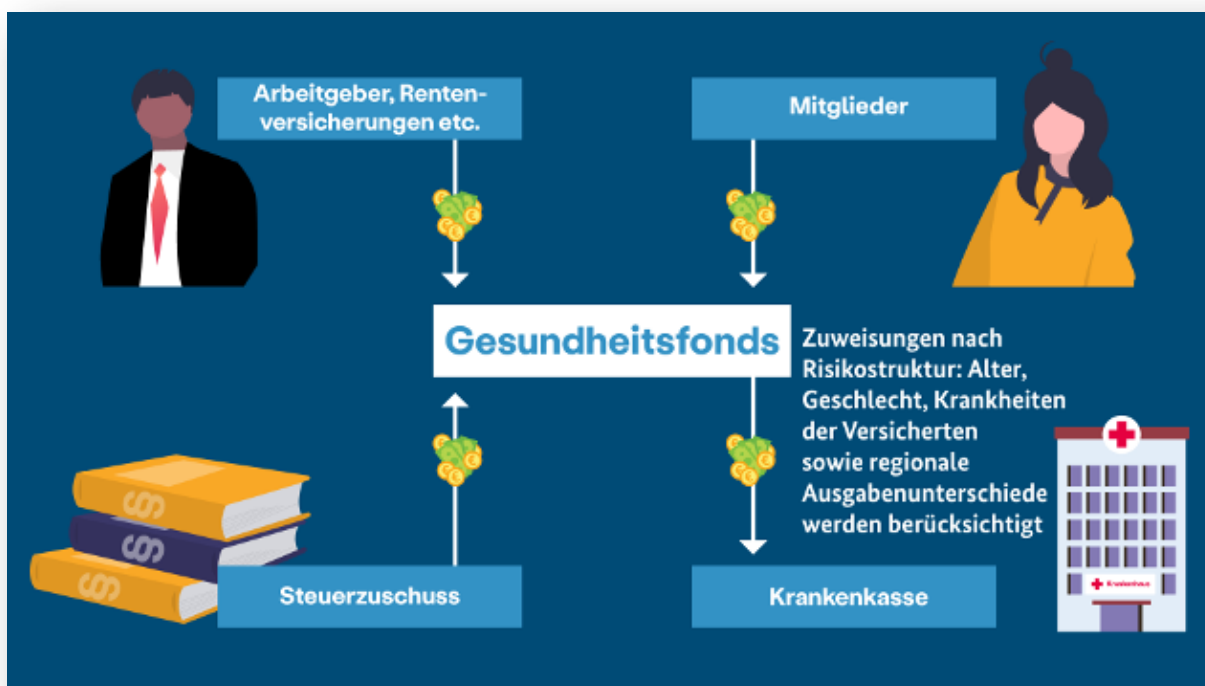 Arbeitgeber, Renten-
versicherungen etc.
Mitglieder
Gesundheitsfonds
Zuweisungen nach
Risikostruktur: Alter,
Geschlecht, Krankheiten
der Versicherten
sowie regionale
Ausgabenunterschiede
werden berücksichtigt
§
§
§
Krankenhaus
Steuerzuschuss
Krankenkasse